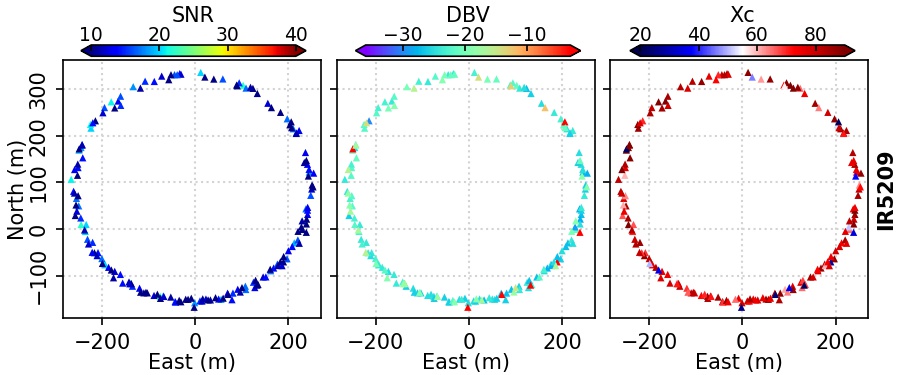 SNR DBV Xc
10 20 30 40 −30 −20 −10 20 40 60 80
North (m)
300
200
100
0
−100
−200 0 200 −200 0 200 −200 0 200
East (m) East (m) East (m)
IR5209